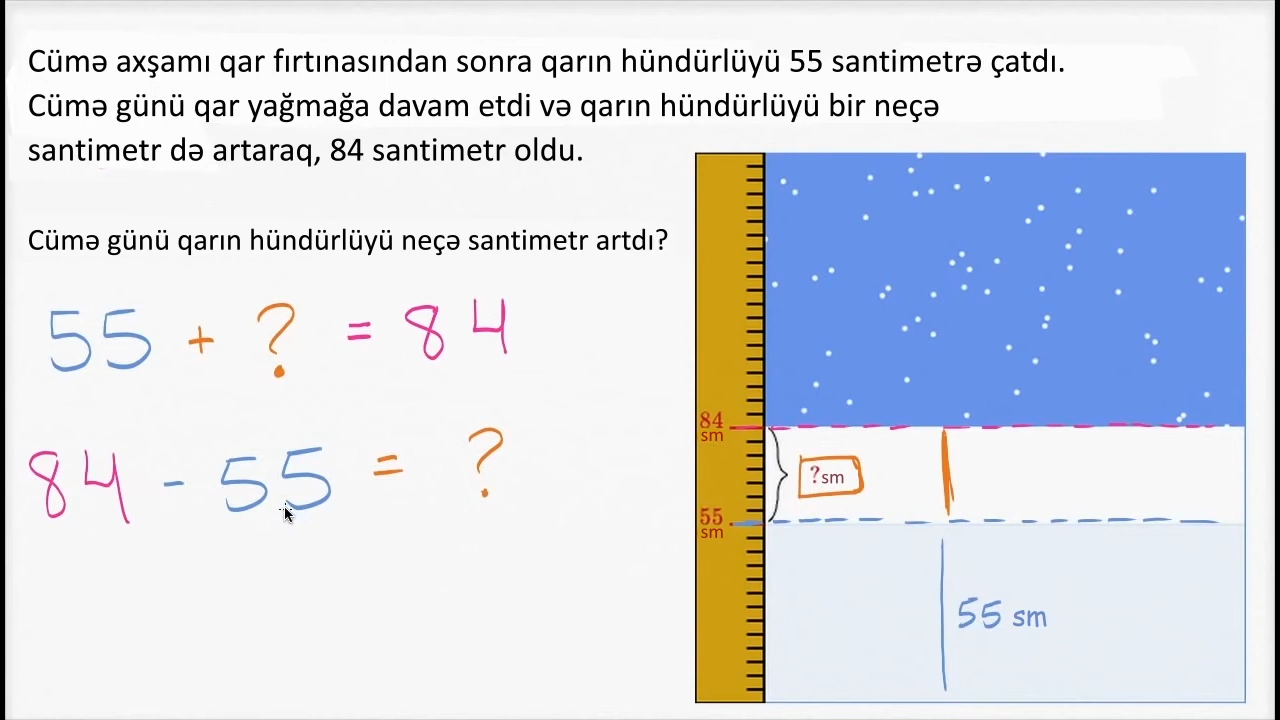 Cümə axşamı qar fırtınasından sonra qarın hündürlüyü 55 santimetrə çatdı.
Cümə günü qar yağmağa davam etdi və qarın hündürlüyü bir neçə
santimetr də artaraq, 84 santimetr oldu.
Cümə günü qarın hündürlüyü neçə santimetr artdı?
55 + ? = 84
84 - 55 = ?
84
sm
?sm
55
sm
55 sm